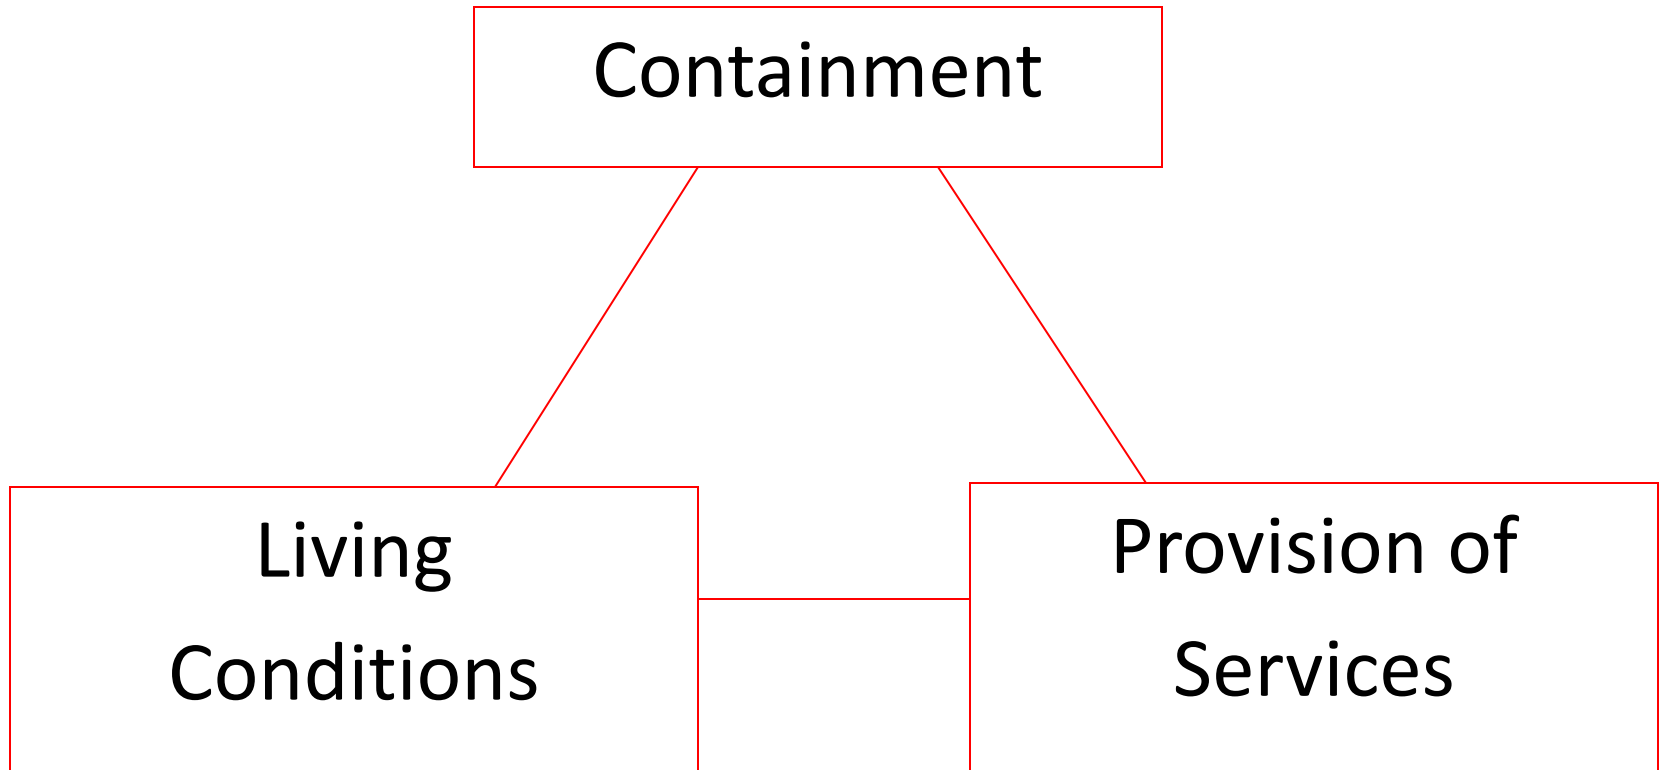 Containment
Living
Conditions
Provision of
Services